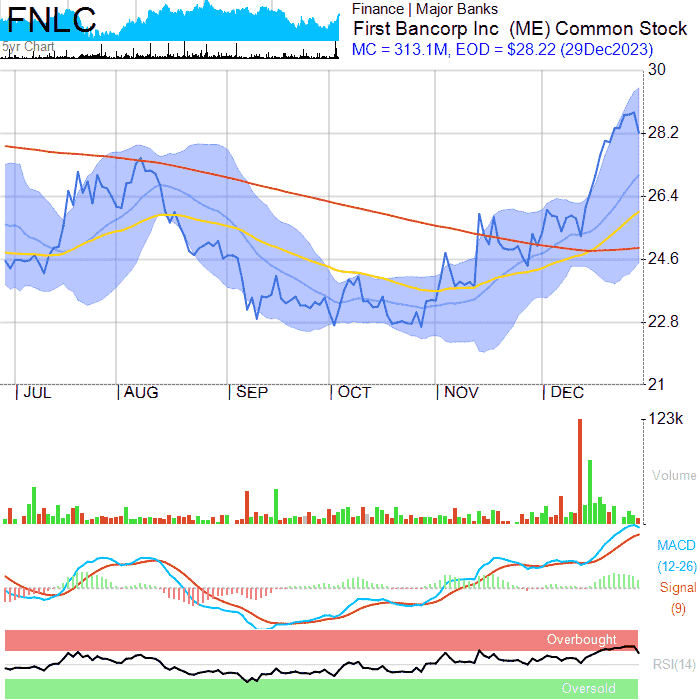 FNLC
5yr Chart
Finance | Major Banks
First Bancorp Inc (ME) Common Stock
MC = 313.1M, EOD = $28.22 (29Dec2023)
30
28.2
26.4
24.6
22.8
21
JUL AUG SEP OCT NOV DEC
123k
Volume
MACD
(12-26)
Signal
(9)
Overbought
RSI(14)
Oversold